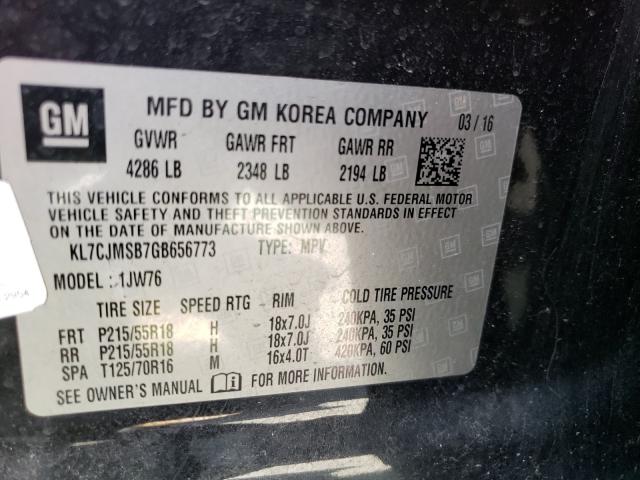 GM MFD BY GM KOREA COMPANY 03/16
GVWR GAWR FRT GAWR RR
4286 LB 2348 LB 2194 LB
THIS VEHICLE CONFORMS TO ALL APPLICABLE U.S. FEDERAL MOTOR
VEHICLE SAFETY AND THEFT PREVENTION STANDARDS IN EFFECT
ON THE DATE OF MANUFACTURE SHOWN ABOVE.
KL7CJMSB7GB656773 TYPE: MPV
MODEL: 1JW76
TIRE SIZE SPEED RTG RIM COLD TIRE PRESSURE
FRT P215/55R18 H 18x7.0J 240KPA, 35 PSI
RR P215/55R18 H 18x7.0J 240KPA, 35 PSI
SPA T125/70R16 M 16x4.0T 420KPA, 60 PSI
SEE OWNER'S MANUAL FOR MORE INFORMATION